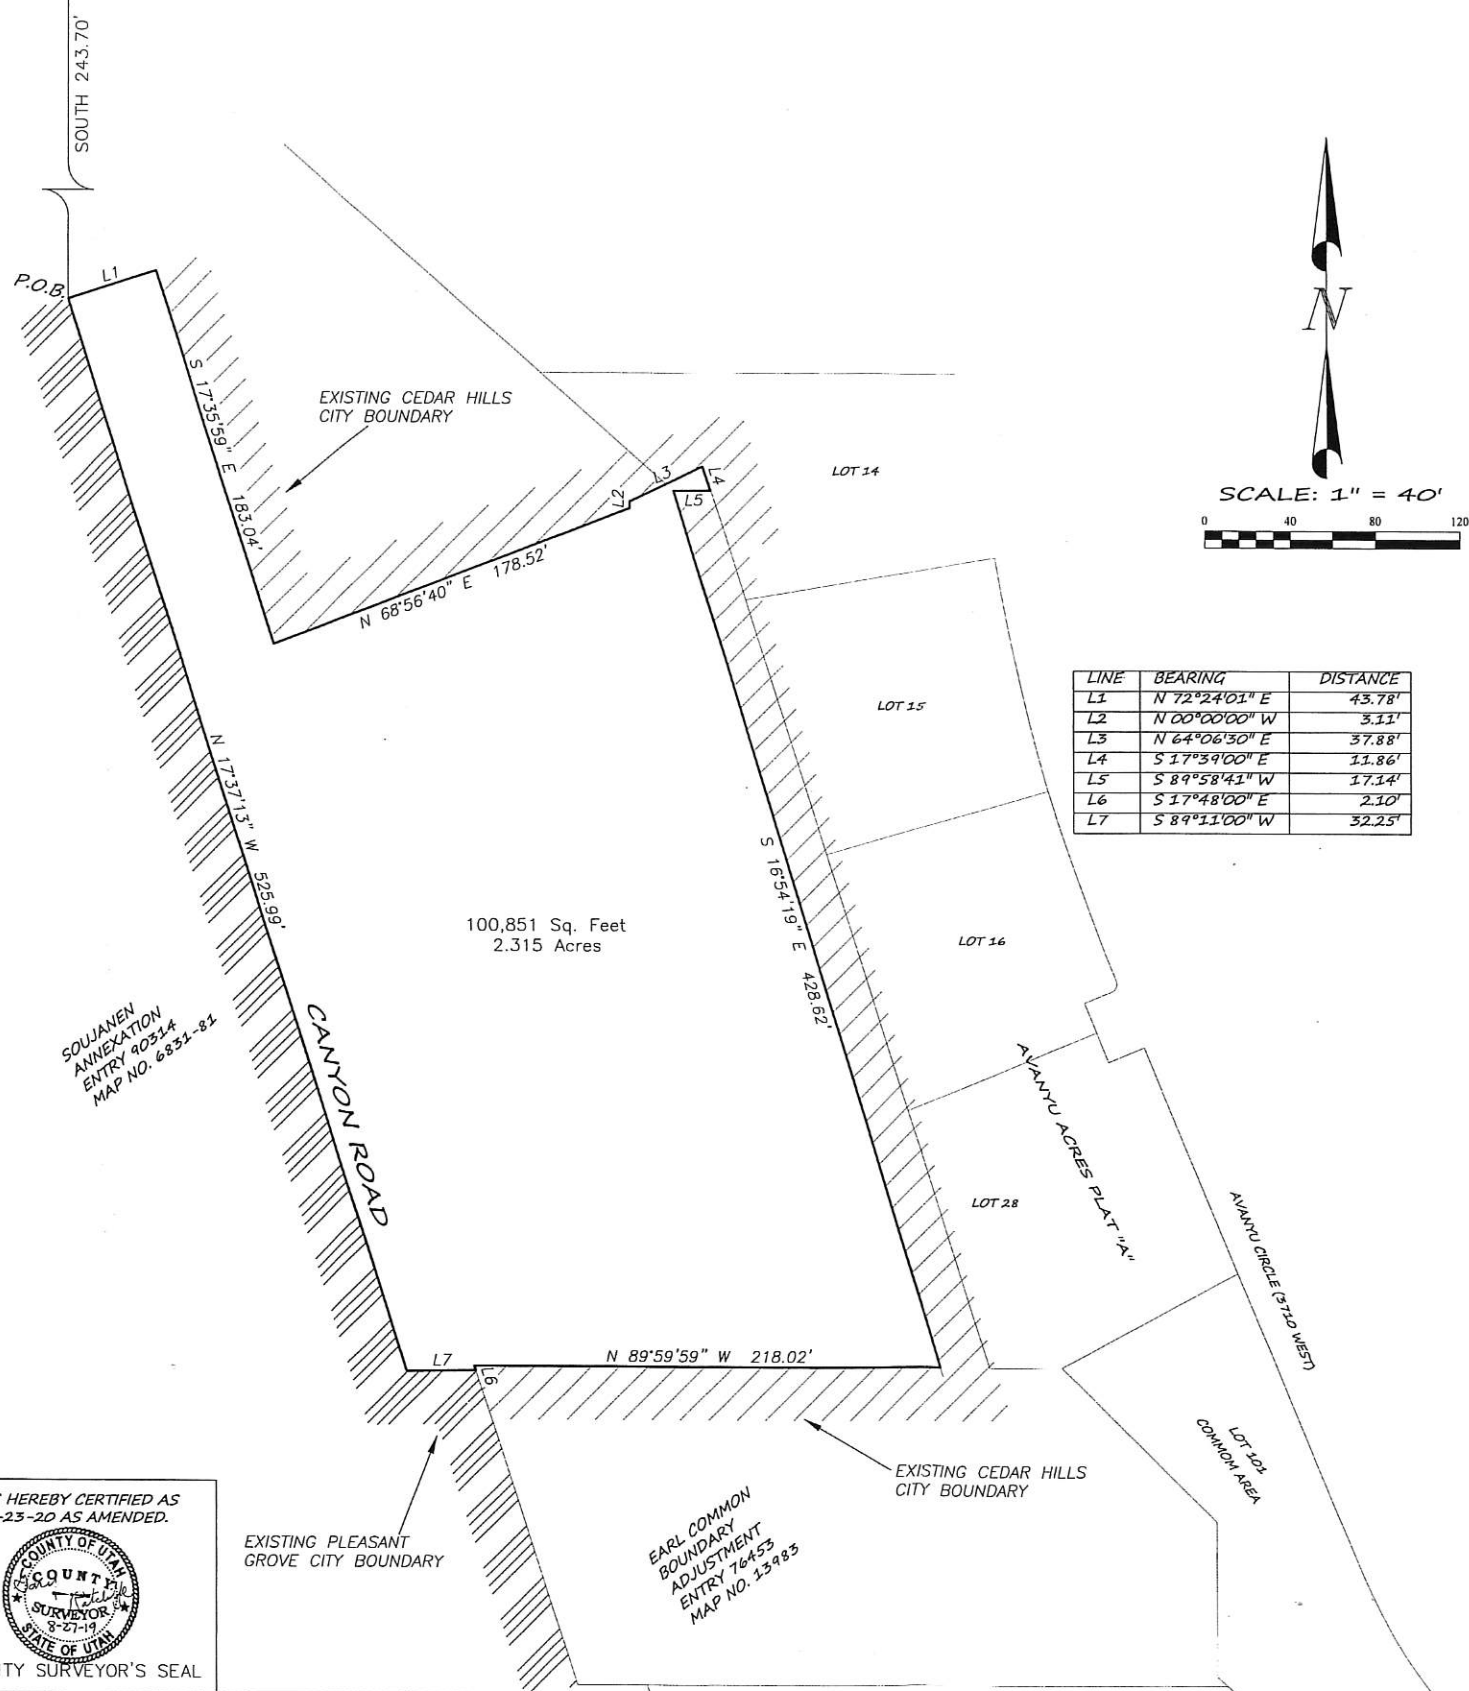 SOUTH 243.70'
P.O.B.
L1
S 17°35'59" E 183.04'
EXISTING CEDAR HILLS
CITY BOUNDARY
N 68°56'40" E 178.52'
L2
L3
L4
L5
LOT 14
N
SCALE: 1" = 40'
0 40 80 120
LINE BEARING DISTANCE
L1 N 72°24'01" E 43.78'
L2 N 00°00'00" W 3.11'
L3 N 64°06'30" E 37.88'
L4 S 17°39'00" E 11.86'
L5 S 89°58'41" W 17.14'
L6 S 17°48'00" E 2.10'
L7 S 89°11'00" W 32.25'
LOT 15
N 17°37'13" W 525.99'
S 16°54'19" E 428.62'
100,851 Sq. Feet
2.315 Acres
LOT 16
SOUJANEN
ANNEXATION
ENTRY 90314
MAP NO. 6831-81
CANYON ROAD
AVANYU ACRES PLAT "A"
LOT 28
AVANYU CIRCLE (3710 WEST)
L7
L6
N 89°59'59" W 218.02'
LOT 101
COMMOM AREA
EXISTING CEDAR HILLS
CITY BOUNDARY
EARL COMMON
BOUNDARY
ADJUSTMENT
ENTRY 76453
MAP NO. 13983
EXISTING PLEASANT
GROVE CITY BOUNDARY
HEREBY CERTIFIED AS
-23-20 AS AMENDED.
COUNTY OF UTAH
COUNTY
SURVEYOR
8-27-19
STATE OF UTAH
TY SURVEYOR'S SEAL